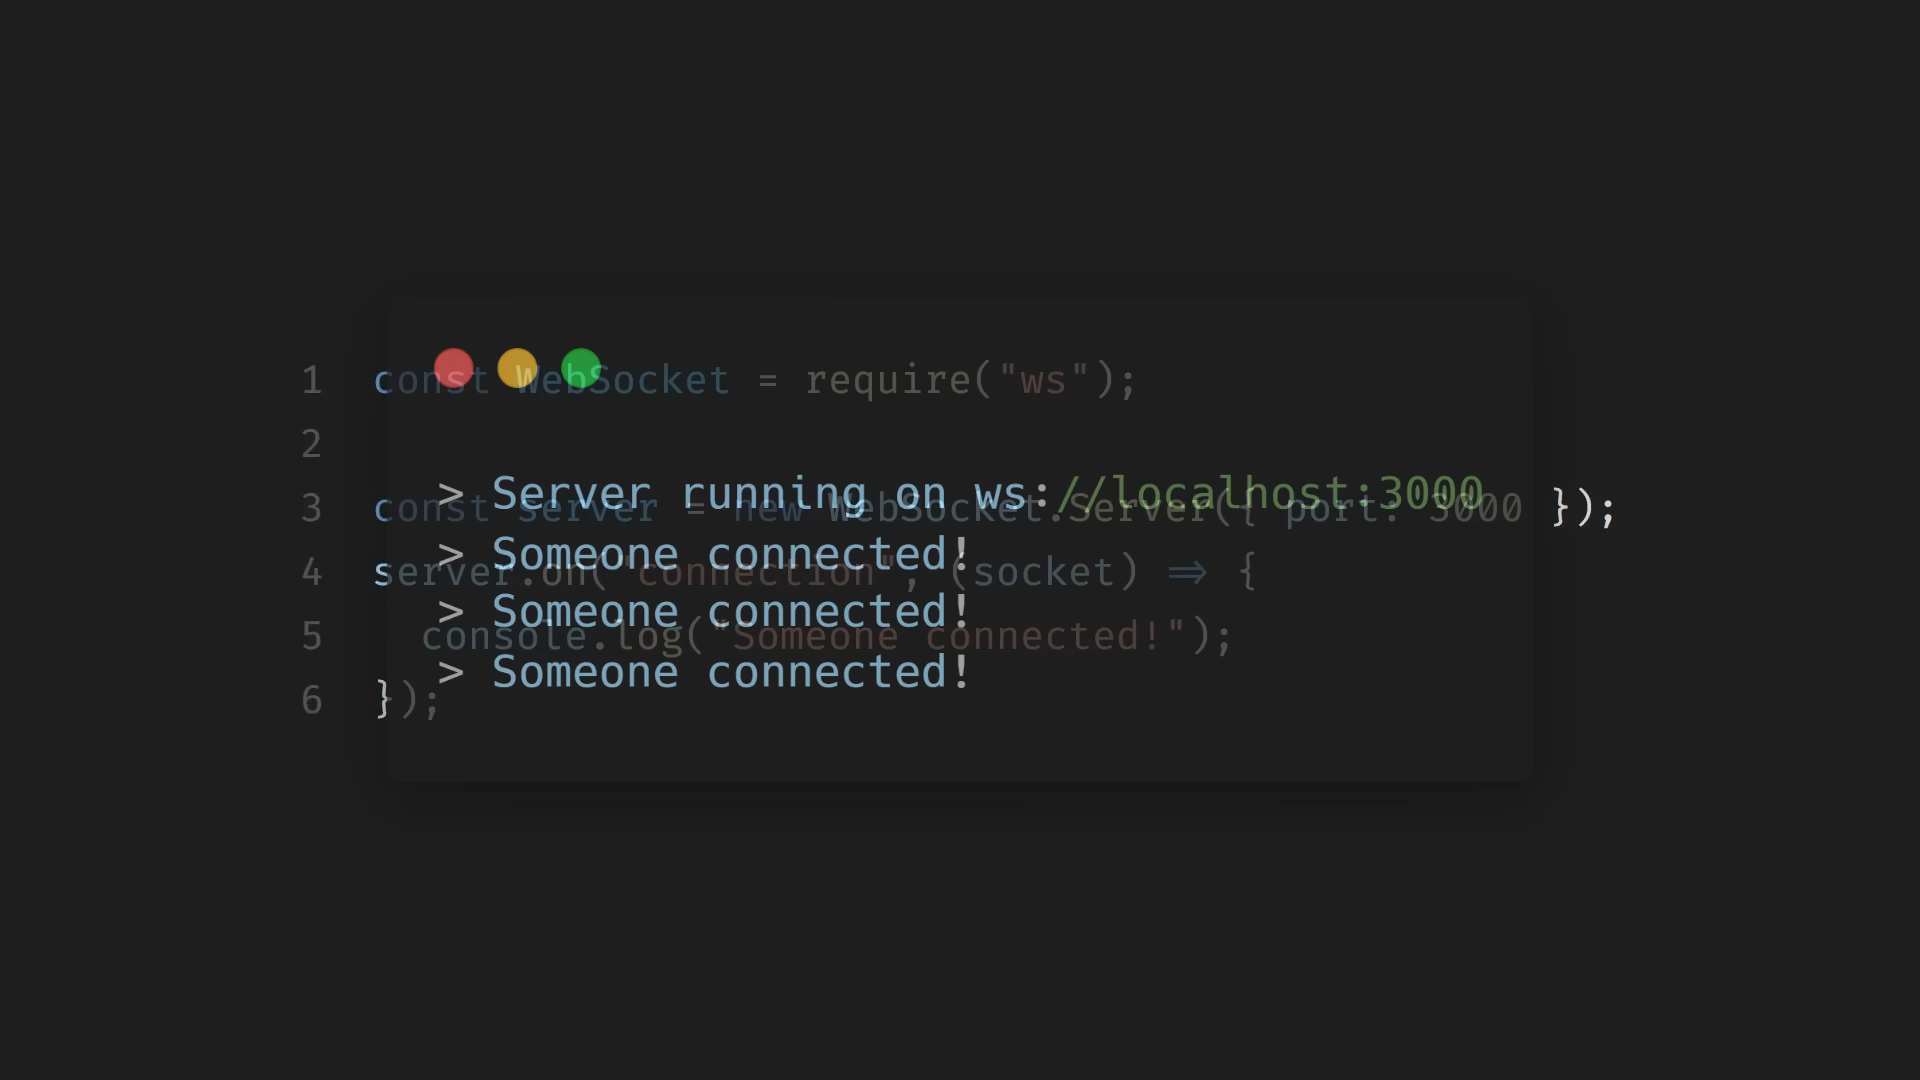 1 const WebSocket = require("ws");
2
> Server running on ws://localhost:3000
3 const server = new WebSocket.Server({ port: 3000 });
> Someone connected!
4 server.on("connection", (socket) => {
> Someone connected!
5 console.log("Someone connected!");
> Someone connected!
6 });